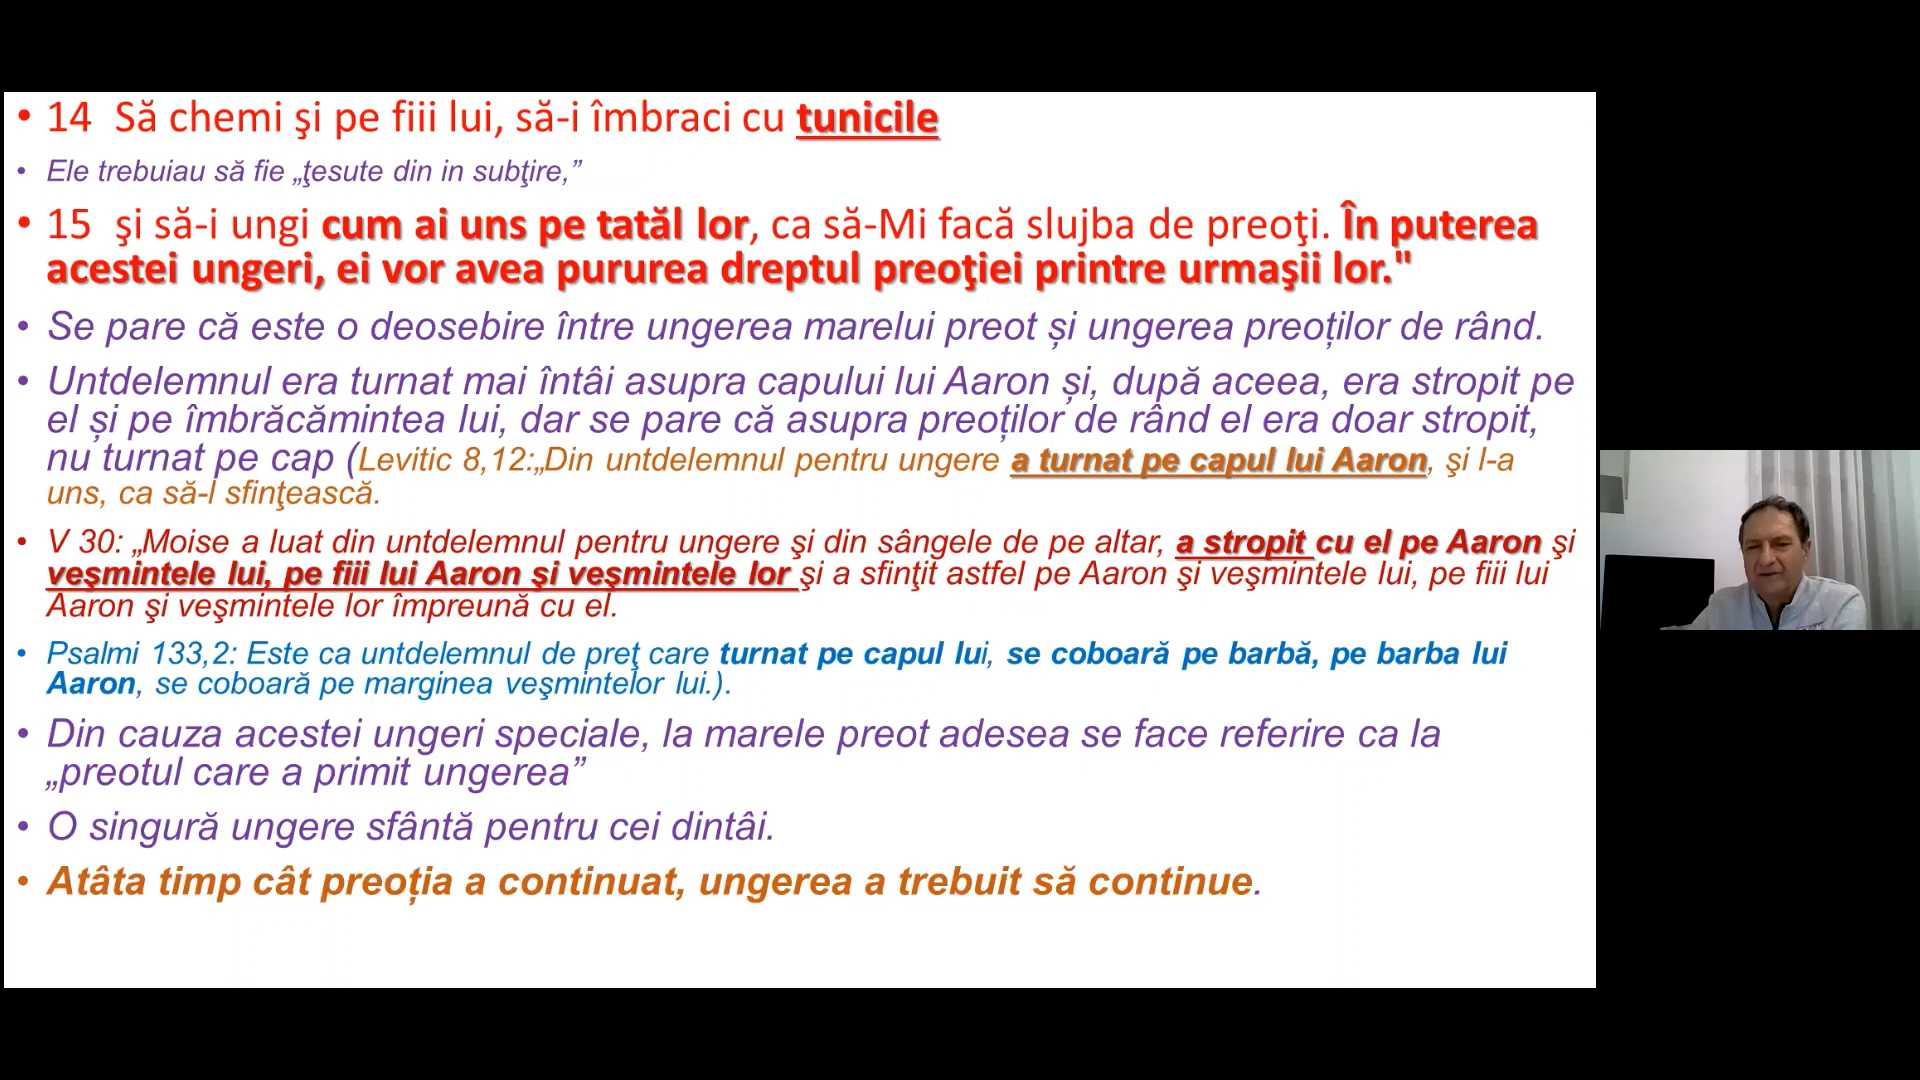 • 14  Să chemi şi pe fiii lui, să-i îmbraci cu tunicile
• Ele trebuiau să fie „ţesute din in subţire,”
• 15  şi să-i ungi cum ai uns pe tatăl lor, ca să-Mi facă slujba de preoţi. În puterea
acestei ungeri, ei vor avea pururea dreptul preoţiei printre urmaşii lor."
• Se pare că este o deosebire între ungerea marelui preot și ungerea preoților de rând.
• Untdelemnul era turnat mai întâi asupra capului lui Aaron și, după aceea, era stropit pe
el și pe îmbrăcămintea lui, dar se pare că asupra preoților de rând el era doar stropit,
nu turnat pe cap (Levitic 8,12:„Din untdelemnul pentru ungere a turnat pe capul lui Aaron, şi l-a
uns, ca să-l sfinţească.
• V 30: „Moise a luat din untdelemnul pentru ungere şi din sângele de pe altar, a stropit cu el pe Aaron şi
veşmintele lui, pe fiii lui Aaron şi veşmintele lor şi a sfinţit astfel pe Aaron şi veşmintele lui, pe fiii lui
Aaron şi veşmintele lor împreună cu el.
• Psalmi 133,2: Este ca untdelemnul de preţ care turnat pe capul lui, se coboară pe barbă, pe barba lui
Aaron, se coboară pe marginea veşmintelor lui.).
• Din cauza acestei ungeri speciale, la marele preot adesea se face referire ca la
„preotul care a primit ungerea”
• O singură ungere sfântă pentru cei dintâi.
• Atâta timp cât preoția a continuat, ungerea a trebuit să continue.